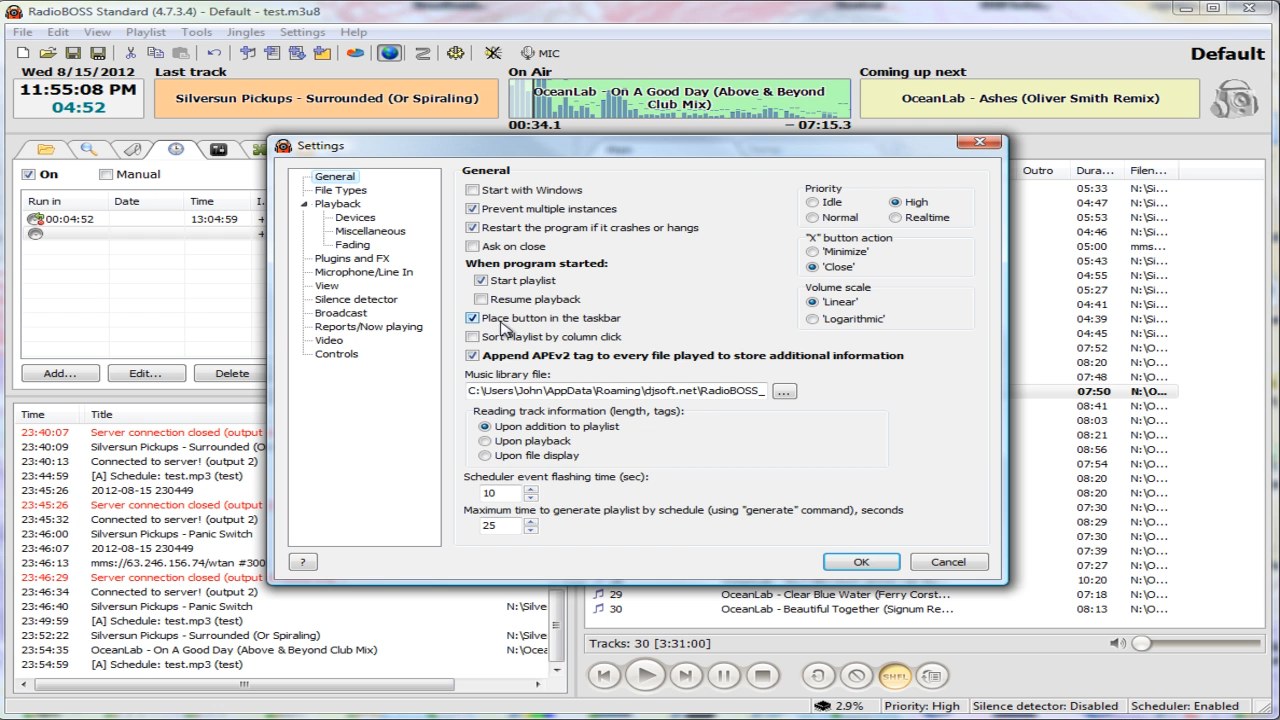 RadioBOSS Standard (4.7.3.4) - Default - test.m3u8
File Edit View Playlist Tools Jingles Settings Help
MIC
Default
Wed 8/15/2012
11:55:08 PM
04:52
Last track
Silversun Pickups - Surrounded (Or Spiraling)
On Air
OceanLab - On A Good Day (Above & Beyond
Club Mix)
00:34.1
– 07:15.3
Coming up next
OceanLab - Ashes (Oliver Smith Remix)
On
Manual
Run in Date Time I.
00:04:52 13:04:59 +
+
Add... Edit... Delete
Time Title
23:40:07 Server connection closed (output
23:40:09 Silversun Pickups - Surrounded (O
23:40:13 Connected to server! (output 2)
23:44:59 [A] Schedule: test.mp3 (test)
23:45:26 2012-08-15 230449
23:45:26 Server connection closed (output
23:45:32 Connected to server! (output 2)
23:46:00 Silversun Pickups - Panic Switch
23:46:07 2012-08-15 230449
23:46:13 mms://63.246.156.74/wtan #300
23:46:29 Server connection closed (output
23:46:34 Connected to server! (output 2)
23:46:40 Silversun Pickups - Panic Switch N:\Silve
23:49:59 [A] Schedule: test.mp3 (test)
23:52:22 Silversun Pickups - Surrounded (Or Spiraling) N:\Silve
23:54:35 OceanLab - On A Good Day (Above & Beyond Club Mix) N:\Ocea
23:54:59 [A] Schedule: test.mp3 (test)
Settings
General
File Types
Playback
Devices
Miscellaneous
Fading
Plugins and FX
Microphone/Line In
View
Silence detector
Broadcast
Reports/Now playing
Video
Controls
General
Start with Windows
Prevent multiple instances
Restart the program if it crashes or hangs
Ask on close
When program started:
Start playlist
Resume playback
Place button in the taskbar
Sort Playlist by column click
Append APEv2 tag to every file played to store additional information
Music library file:
C:\Users\John\AppData\Roaming\djsoft.net\RadioBOSS_
...
Reading track information (length, tags):
Upon addition to playlist
Upon playback
Upon file display
Scheduler event flashing time (sec):
10
Maximum time to generate playlist by schedule (using "generate" command), seconds
25
Priority
Idle High
Normal Realtime
"X" button action
'Minimize'
'Close'
Volume scale
'Linear'
'Logarithmic'
?
OK
Cancel
Outro Dura... Filen...
05:33 N:\Si...
04:47 N:\Si...
05:53 N:\Si...
04:46 N:\Si...
05:00 mms...
05:43 N:\Si...
04:55 N:\Si...
05:27 N:\Si...
04:41 N:\Si...
04:39 N:\Si...
04:45 N:\Si...
07:52 N:\O...
08:20 N:\O...
07:48 N:\O...
07:50 N:\O...
08:41 N:\O...
08:03 N:\O...
08:21 N:\O...
08:56 N:\O...
07:54 N:\O...
08:20 N:\O...
08:20 N:\O...
07:30 N:\O...
08:29 N:\O...
07:30 N:\O...
07:39 N:\O...
07:27 N:\O...
10:20 N:\O...
29 OceanLab - Clear Blue Water (Ferry Corst... 07:18 N:\O...
30 OceanLab - Beautiful Together (Signum Re... 08:13 N:\O...
Tracks: 30 [3:31:00]
SHFL
2.9% Priority: High Silence detector: Disabled Scheduler: Enabled